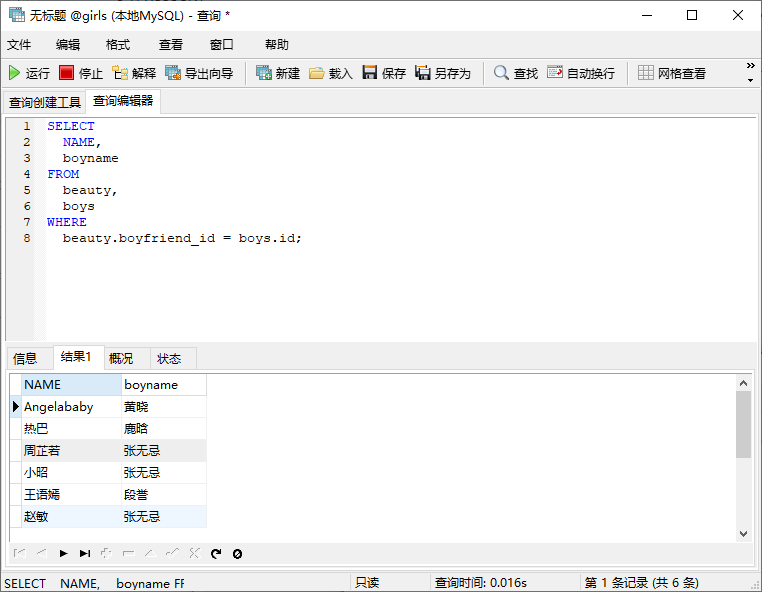 无标题 @girls (本地MySQL) - 查询 *
文件 编辑 格式 查看 窗口 帮助
运行 停止 解释 导出向导 新建 载入 保存 另存为 查找 自动换行 网格查看
查询创建工具 查询编辑器
1 SELECT
2 NAME,
3 boyname
4 FROM
5 beauty,
6 boys
7 WHERE
8 beauty.boyfriend_id = boys.id;
信息 结果1 概况 状态
NAME boyname
Angelababy 黄晓
热巴 鹿晗
周芷若 张无忌
小昭 张无忌
王语嫣 段誉
赵敏 张无忌
SELECT NAME, boyname FF 只读 查询时间: 0.016s 第 1 条记录 (共 6 条)